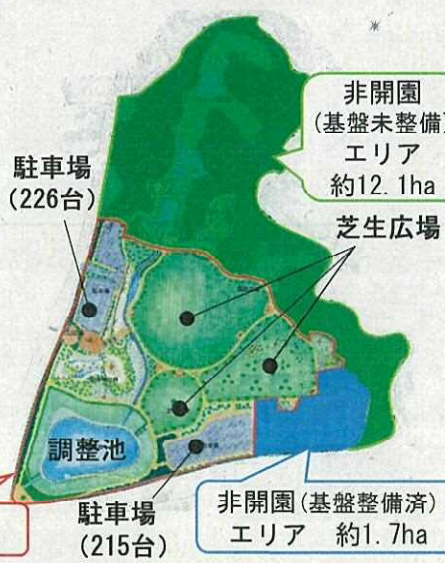 非開園
(基盤未整備)
エリア
約12.1ha
駐車場
(226台)
芝生広場
調整池
駐車場
(215台)
非開園(基盤整備済)
エリア 約1.7ha